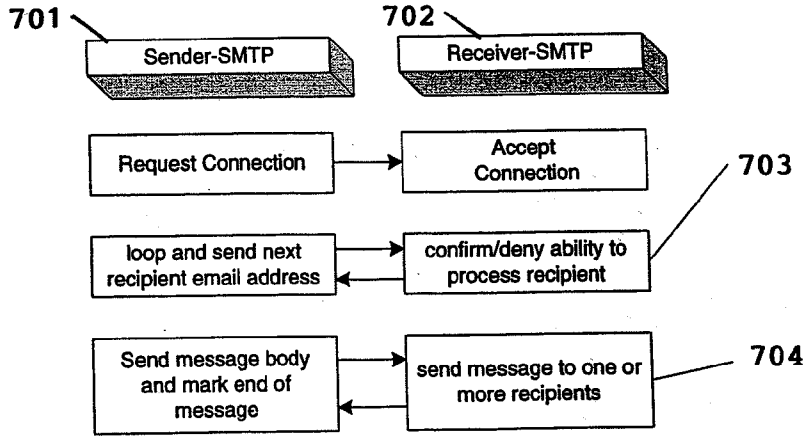 701
702
Sender-SMTP
Receiver-SMTP
Request Connection
Accept
Connection
703
loop and send next
recipient email address
confirm/deny ability to
process recipient
Send message body
and mark end of
message
send message to one or
more recipients
704